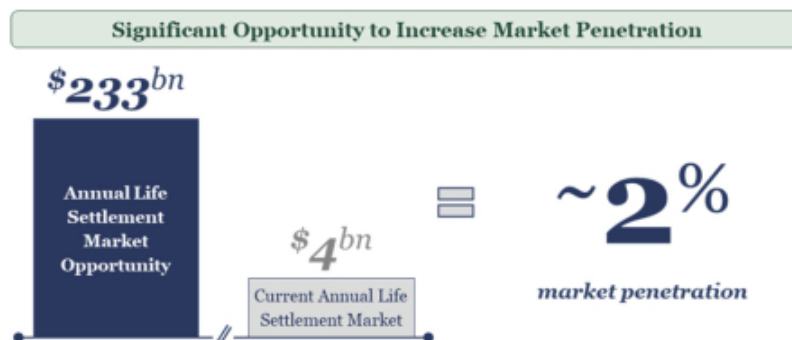 Significant Opportunity to Increase Market Penetration
$233bn
Annual Life
Settlement
Market
Opportunity
$4bn
Current Annual Life
Settlement Market
=
~2%
market penetration